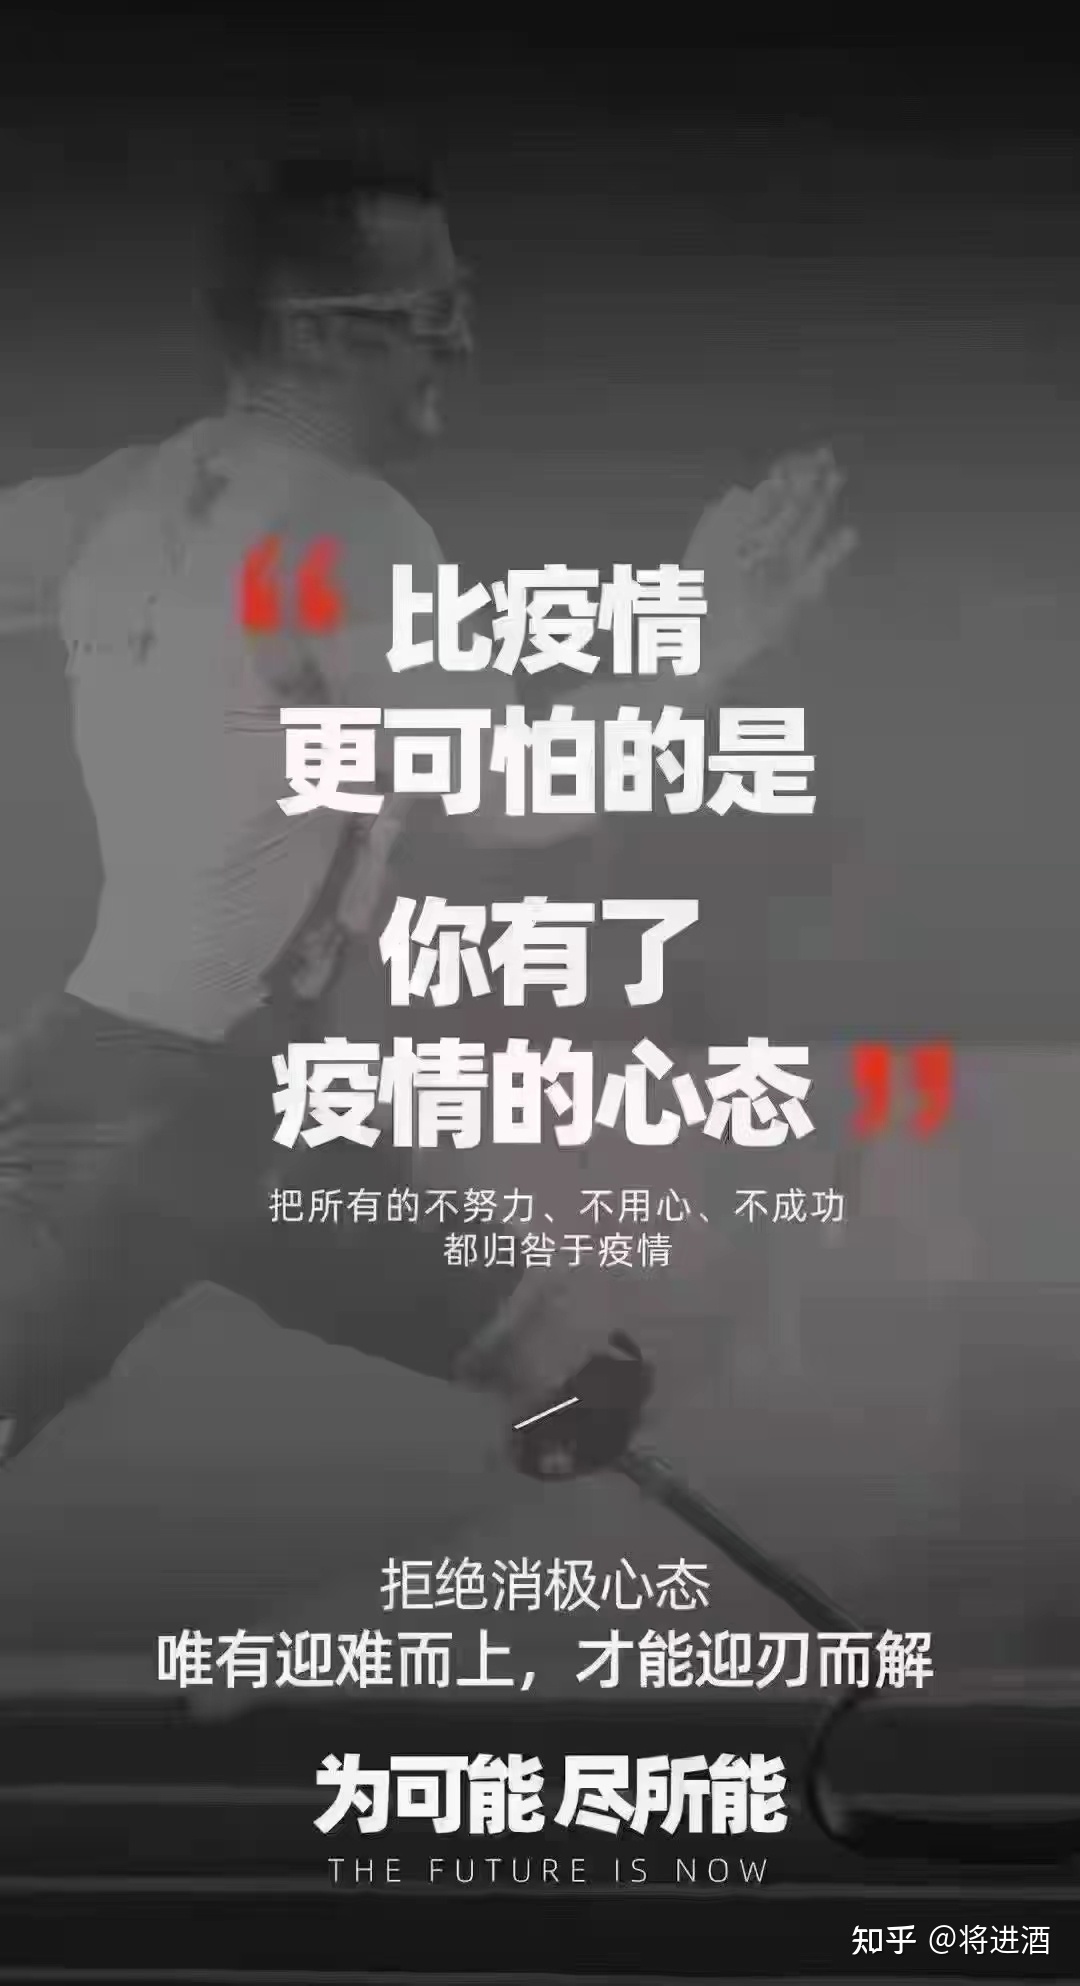 “比疫情
更可怕的是
你有了
疫情的心态”
把所有的不努力、不用心、不成功
都归咎于疫情
拒绝消极心态
唯有迎难而上，才能迎刃而解
为可能 尽所能
THE FUTURE IS NOW
知乎 @将进酒